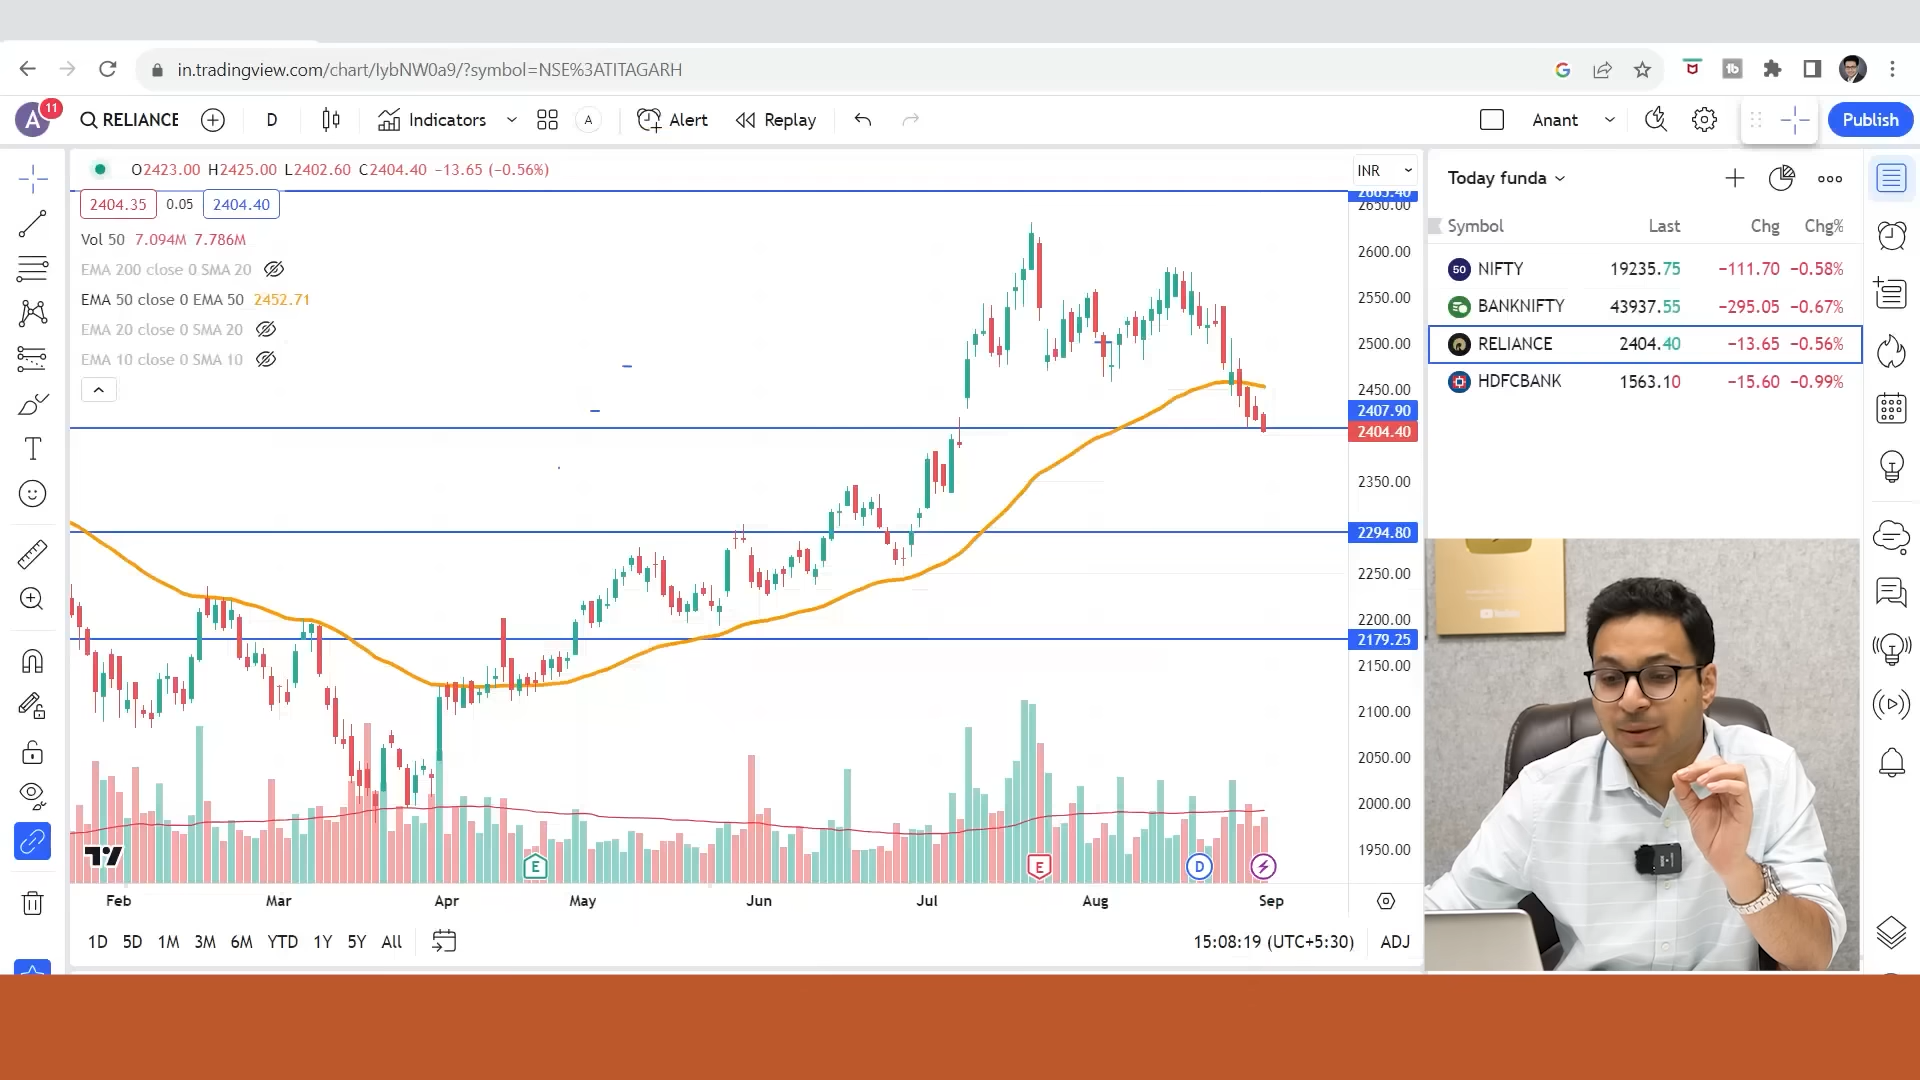 in.tradingview.com/chart/IybNW0a9/?symbol=NSE%3ATITAGARH
A 11 RELIANCE D Indicators A Alert Replay Anant Publish
O2423.00 H2425.00 L2402.60 C2404.40 −13.65 (−0.56%)
2404.35 0.05 2404.40
Vol 50 7.094M 7.786M
EMA 200 close 0 SMA 20
EMA 50 close 0 EMA 50 2452.71
EMA 20 close 0 SMA 20
EMA 10 close 0 SMA 10
INR
2650.00
2600.00
2550.00
2500.00
2450.00
2407.90
2404.40
2350.00
2294.80
2250.00
2200.00
2179.25
2150.00
2100.00
2050.00
2000.00
1950.00
E E D
Feb Mar Apr May Jun Jul Aug Sep
1D 5D 1M 3M 6M YTD 1Y 5Y All 15:08:19 (UTC+5:30) ADJ
Today funda
Symbol Last Chg Chg%
50 NIFTY 19235.75 −111.70 −0.58%
BANKNIFTY 43937.55 −295.05 −0.67%
RELIANCE 2404.40 −13.65 −0.56%
HDFCBANK 1563.10 −15.60 −0.99%